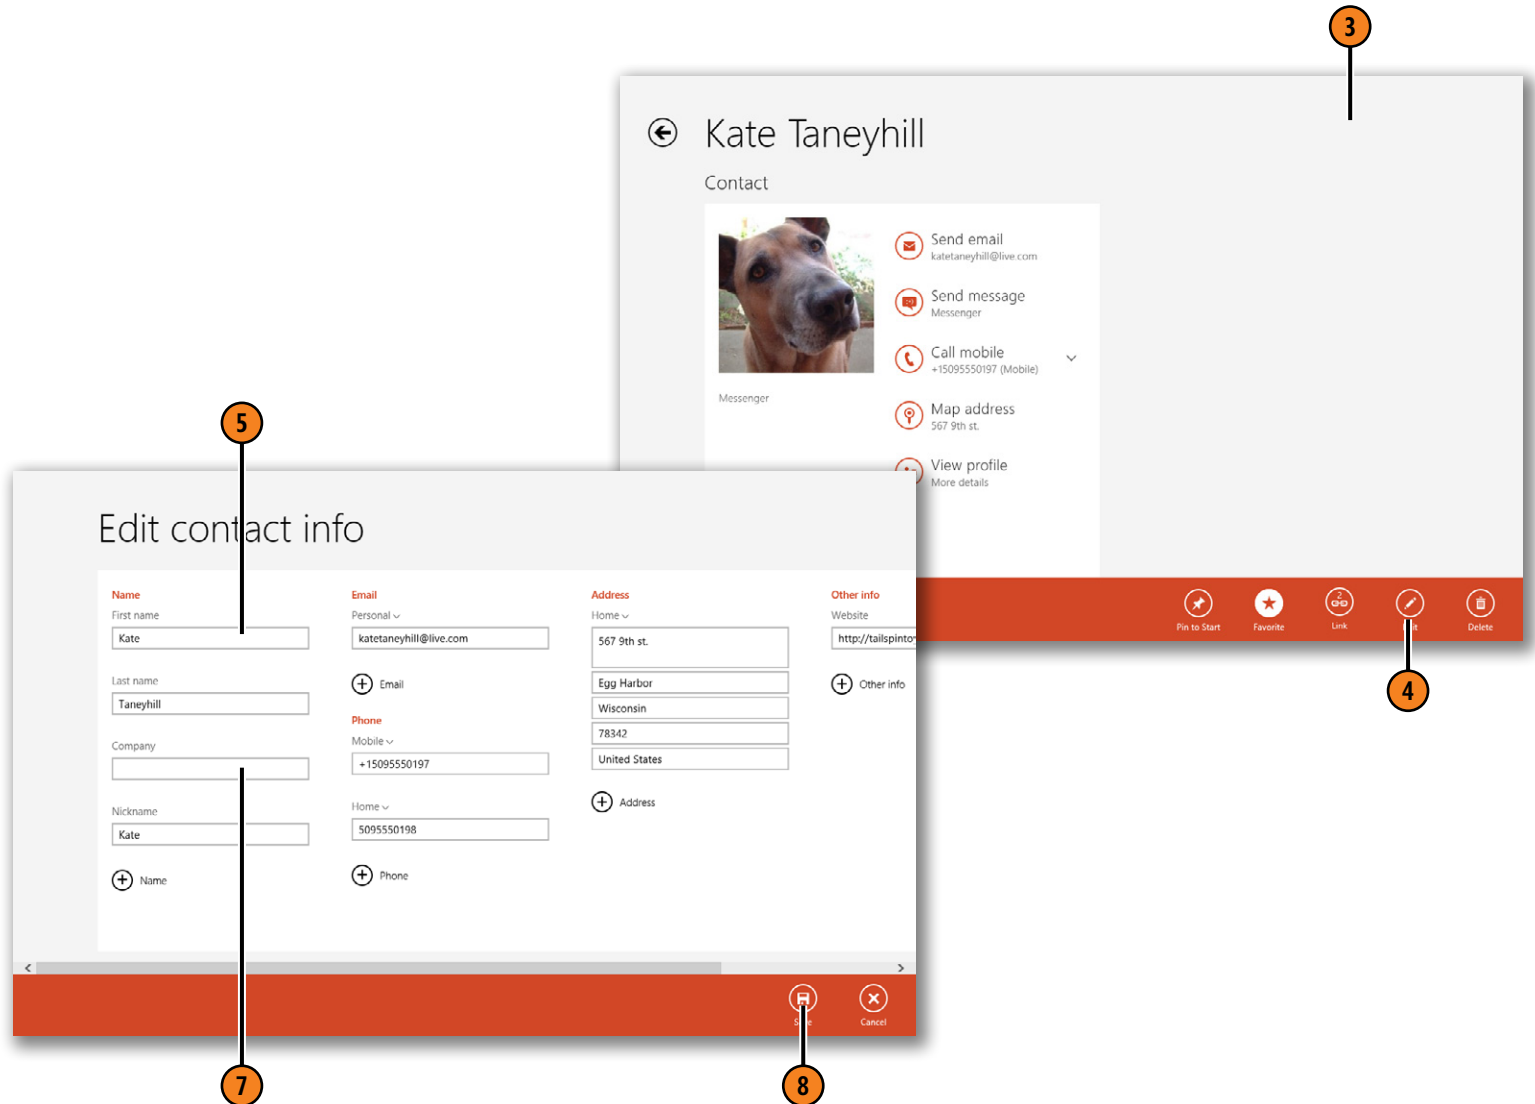 3
Kate Taneyhill
Contact
Send email
katetaneyhill@live.com
Send message
Messenger
Call mobile
+15095550197 (Mobile)
Messenger
Map address
567 9th st.
View profile
More details
Pin to Start
Favorite
2
Link
Delete
4
5
Edit contact info
Name
First name
Kate
Last name
Taneyhill
Company
Nickname
Kate
Name
Email
Personal
katetaneyhill@live.com
Email
Phone
Mobile
+15095550197
Home
5095550198
Phone
Address
Home
567 9th st.
Egg Harbor
Wisconsin
78342
United States
Address
Other info
Website
http://tailspinto
Other info
Cancel
7
8